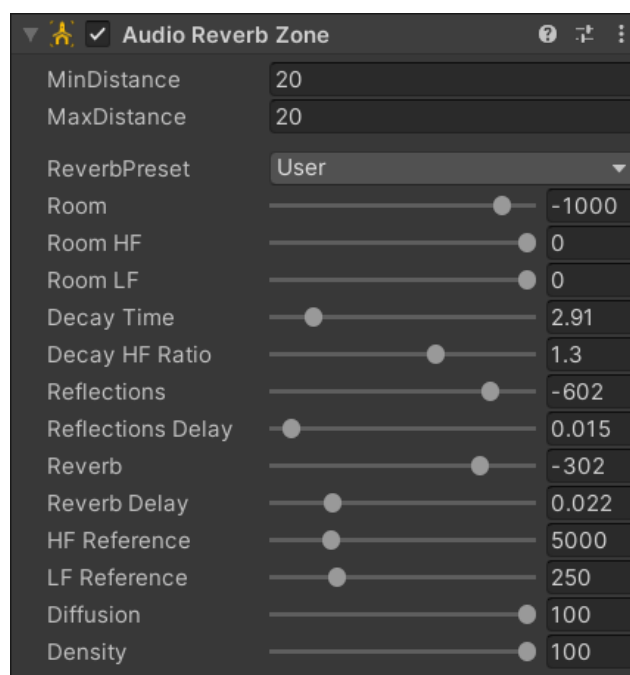 Audio Reverb Zone
MinDistance 20
MaxDistance 20
ReverbPreset User
Room -1000
Room HF 0
Room LF 0
Decay Time 2.91
Decay HF Ratio 1.3
Reflections -602
Reflections Delay 0.015
Reverb -302
Reverb Delay 0.022
HF Reference 5000
LF Reference 250
Diffusion 100
Density 100